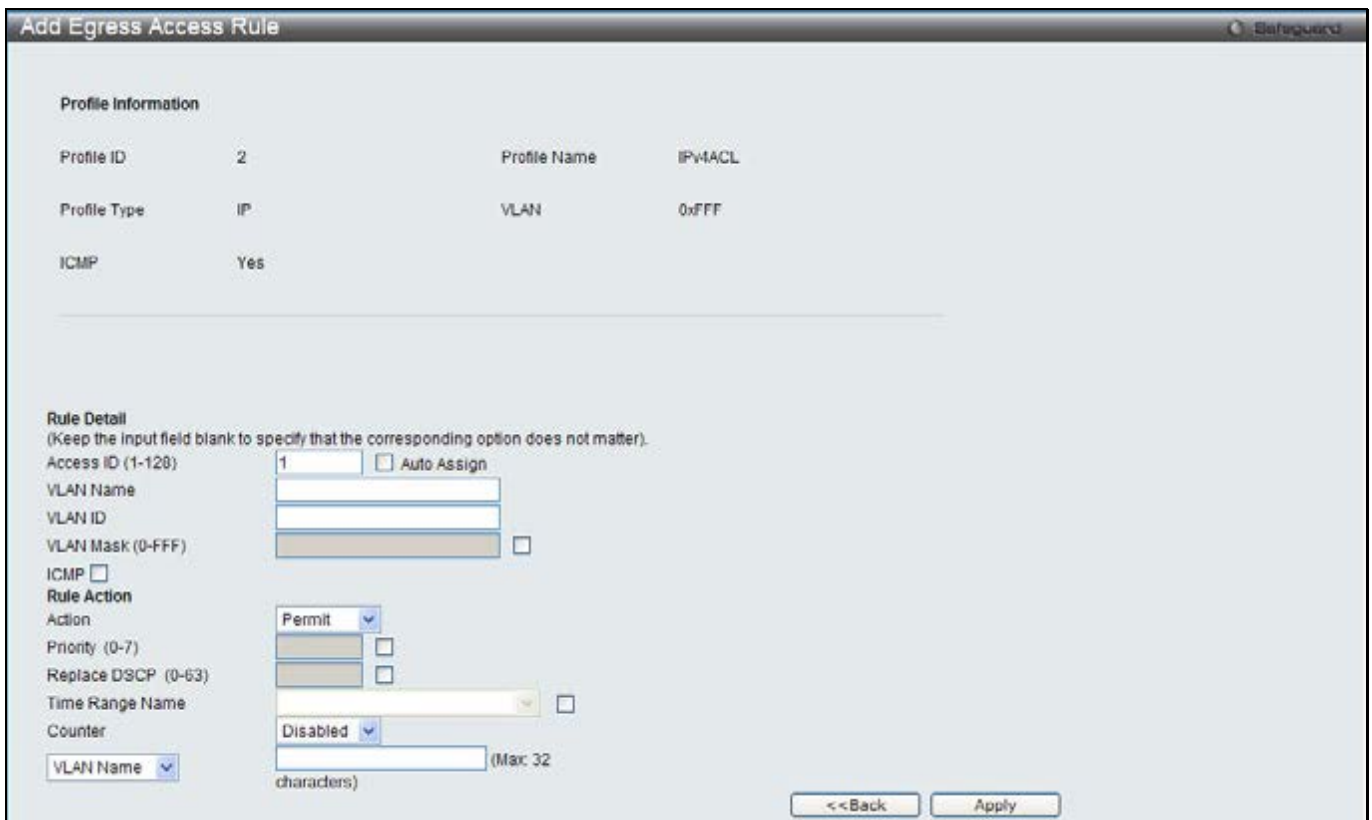 Add Egress Access Rule
Safeguard
Profile Information
Profile ID 2 Profile Name IPv4ACL
Profile Type IP VLAN 0xFFF
ICMP Yes
Rule Detail
(Keep the input field blank to specify that the corresponding option does not matter).
Access ID (1-128) 1 Auto Assign
VLAN Name
VLAN ID
VLAN Mask (0-FFF)
ICMP
Rule Action
Action Permit
Priority (0-7)
Replace DSCP (0-63)
Time Range Name
Counter Disabled
VLAN Name (Max: 32
characters)
<<Back Apply